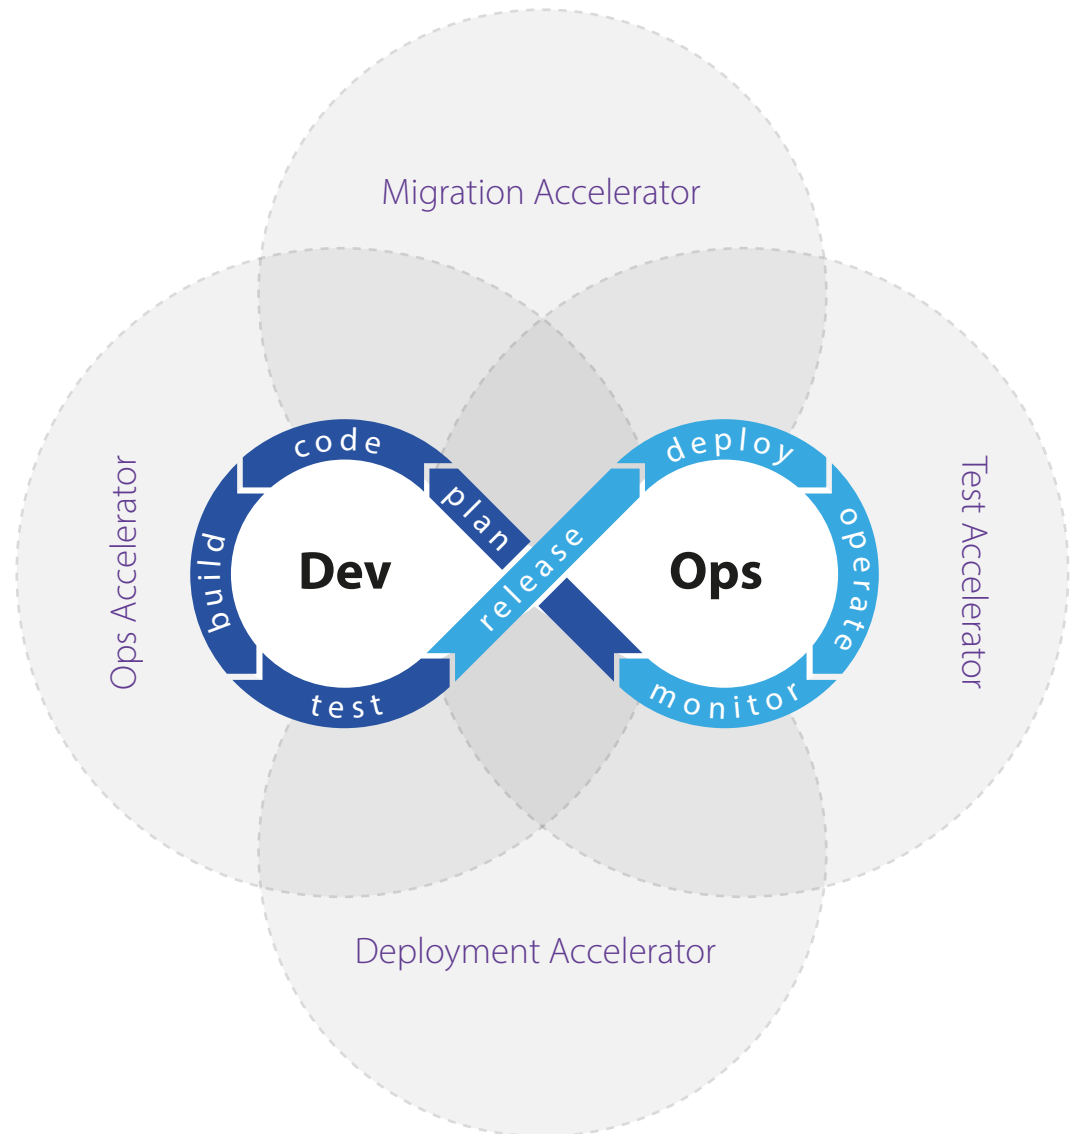 Migration Accelerator
code
deploy
plan
release
build
Dev
Ops
operate
Ops Accelerator
Test Accelerator
test
monitor
Deployment Accelerator